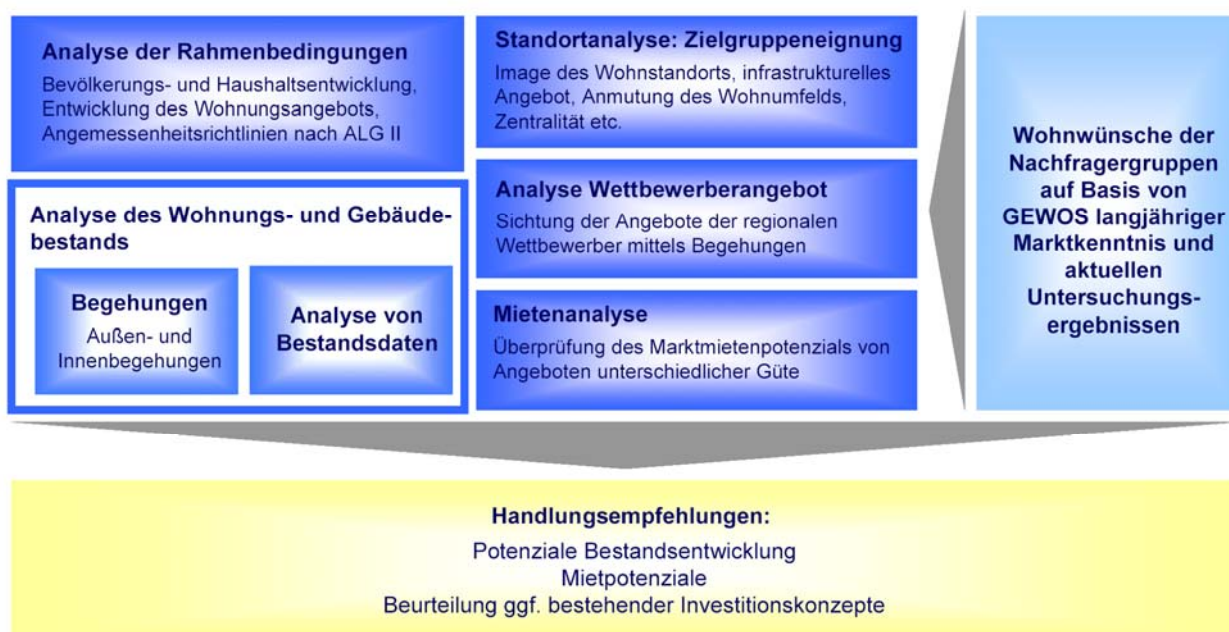 Analyse der Rahmenbedingungen
Bevölkerungs- und Haushaltsentwicklung,
Entwicklung des Wohnungsangebots,
Angemessenheitsrichtlinien nach ALG II
Analyse des Wohnungs- und Gebäude-
bestands
Begehungen
Außen- und
Innenbegehungen
Analyse von
Bestandsdaten
Standortanalyse: Zielgruppeneignung
Image des Wohnstandorts, infrastrukturelles
Angebot, Anmutung des Wohnumfelds,
Zentralität etc.
Analyse Wettbewerberangebot
Sichtung der Angebote der regionalen
Wettbewerber mittels Begehungen
Mietenanalyse
Überprüfung des Marktmietenpotenzials von
Angeboten unterschiedlicher Güte
Wohnwünsche der
Nachfragergruppen
auf Basis von
GEWOS langjähriger
Marktkenntnis und
aktuellen
Untersuchungs-
ergebnissen
Handlungsempfehlungen:
Potenziale Bestandsentwicklung
Mietpotenziale
Beurteilung ggf. bestehender Investitionskonzepte